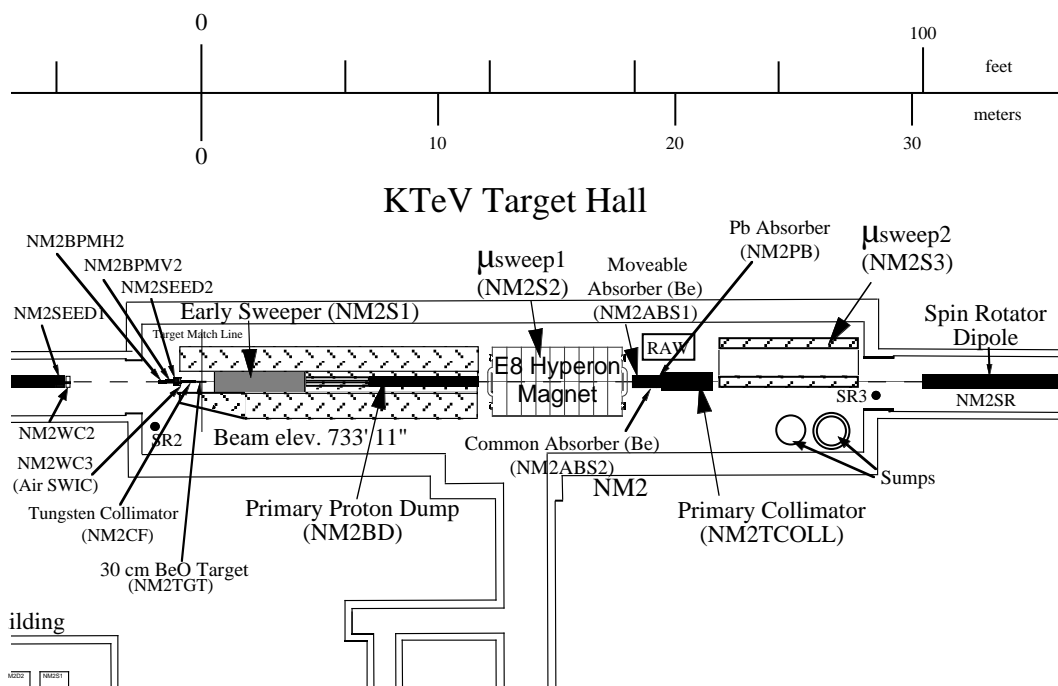 0
100
feet
meters
0
10
20
30
KTeV Target Hall
NM2BPMH2
NM2BPMV2
NM2SEED2
NM2SEED1
Early Sweeper (NM2S1)
Target Match Line
μsweep1
(NM2S2)
Moveable
Absorber (Be)
(NM2ABS1)
Pb Absorber
(NM2PB)
μsweep2
(NM2S3)
Spin Rotator
Dipole
RAW
E8 Hyperon
Magnet
NM2SR
SR3
NM2WC2
SR2
Beam elev. 733' 11"
NM2WC3
(Air SWIC)
Tungsten Collimator
(NM2CF)
30 cm BeO Target
(NM2TGT)
Primary Proton Dump
(NM2BD)
Common Absorber (Be)
(NM2ABS2)
NM2
Primary Collimator
(NM2TCOLL)
Sumps
ilding
M2D2
NM2S1